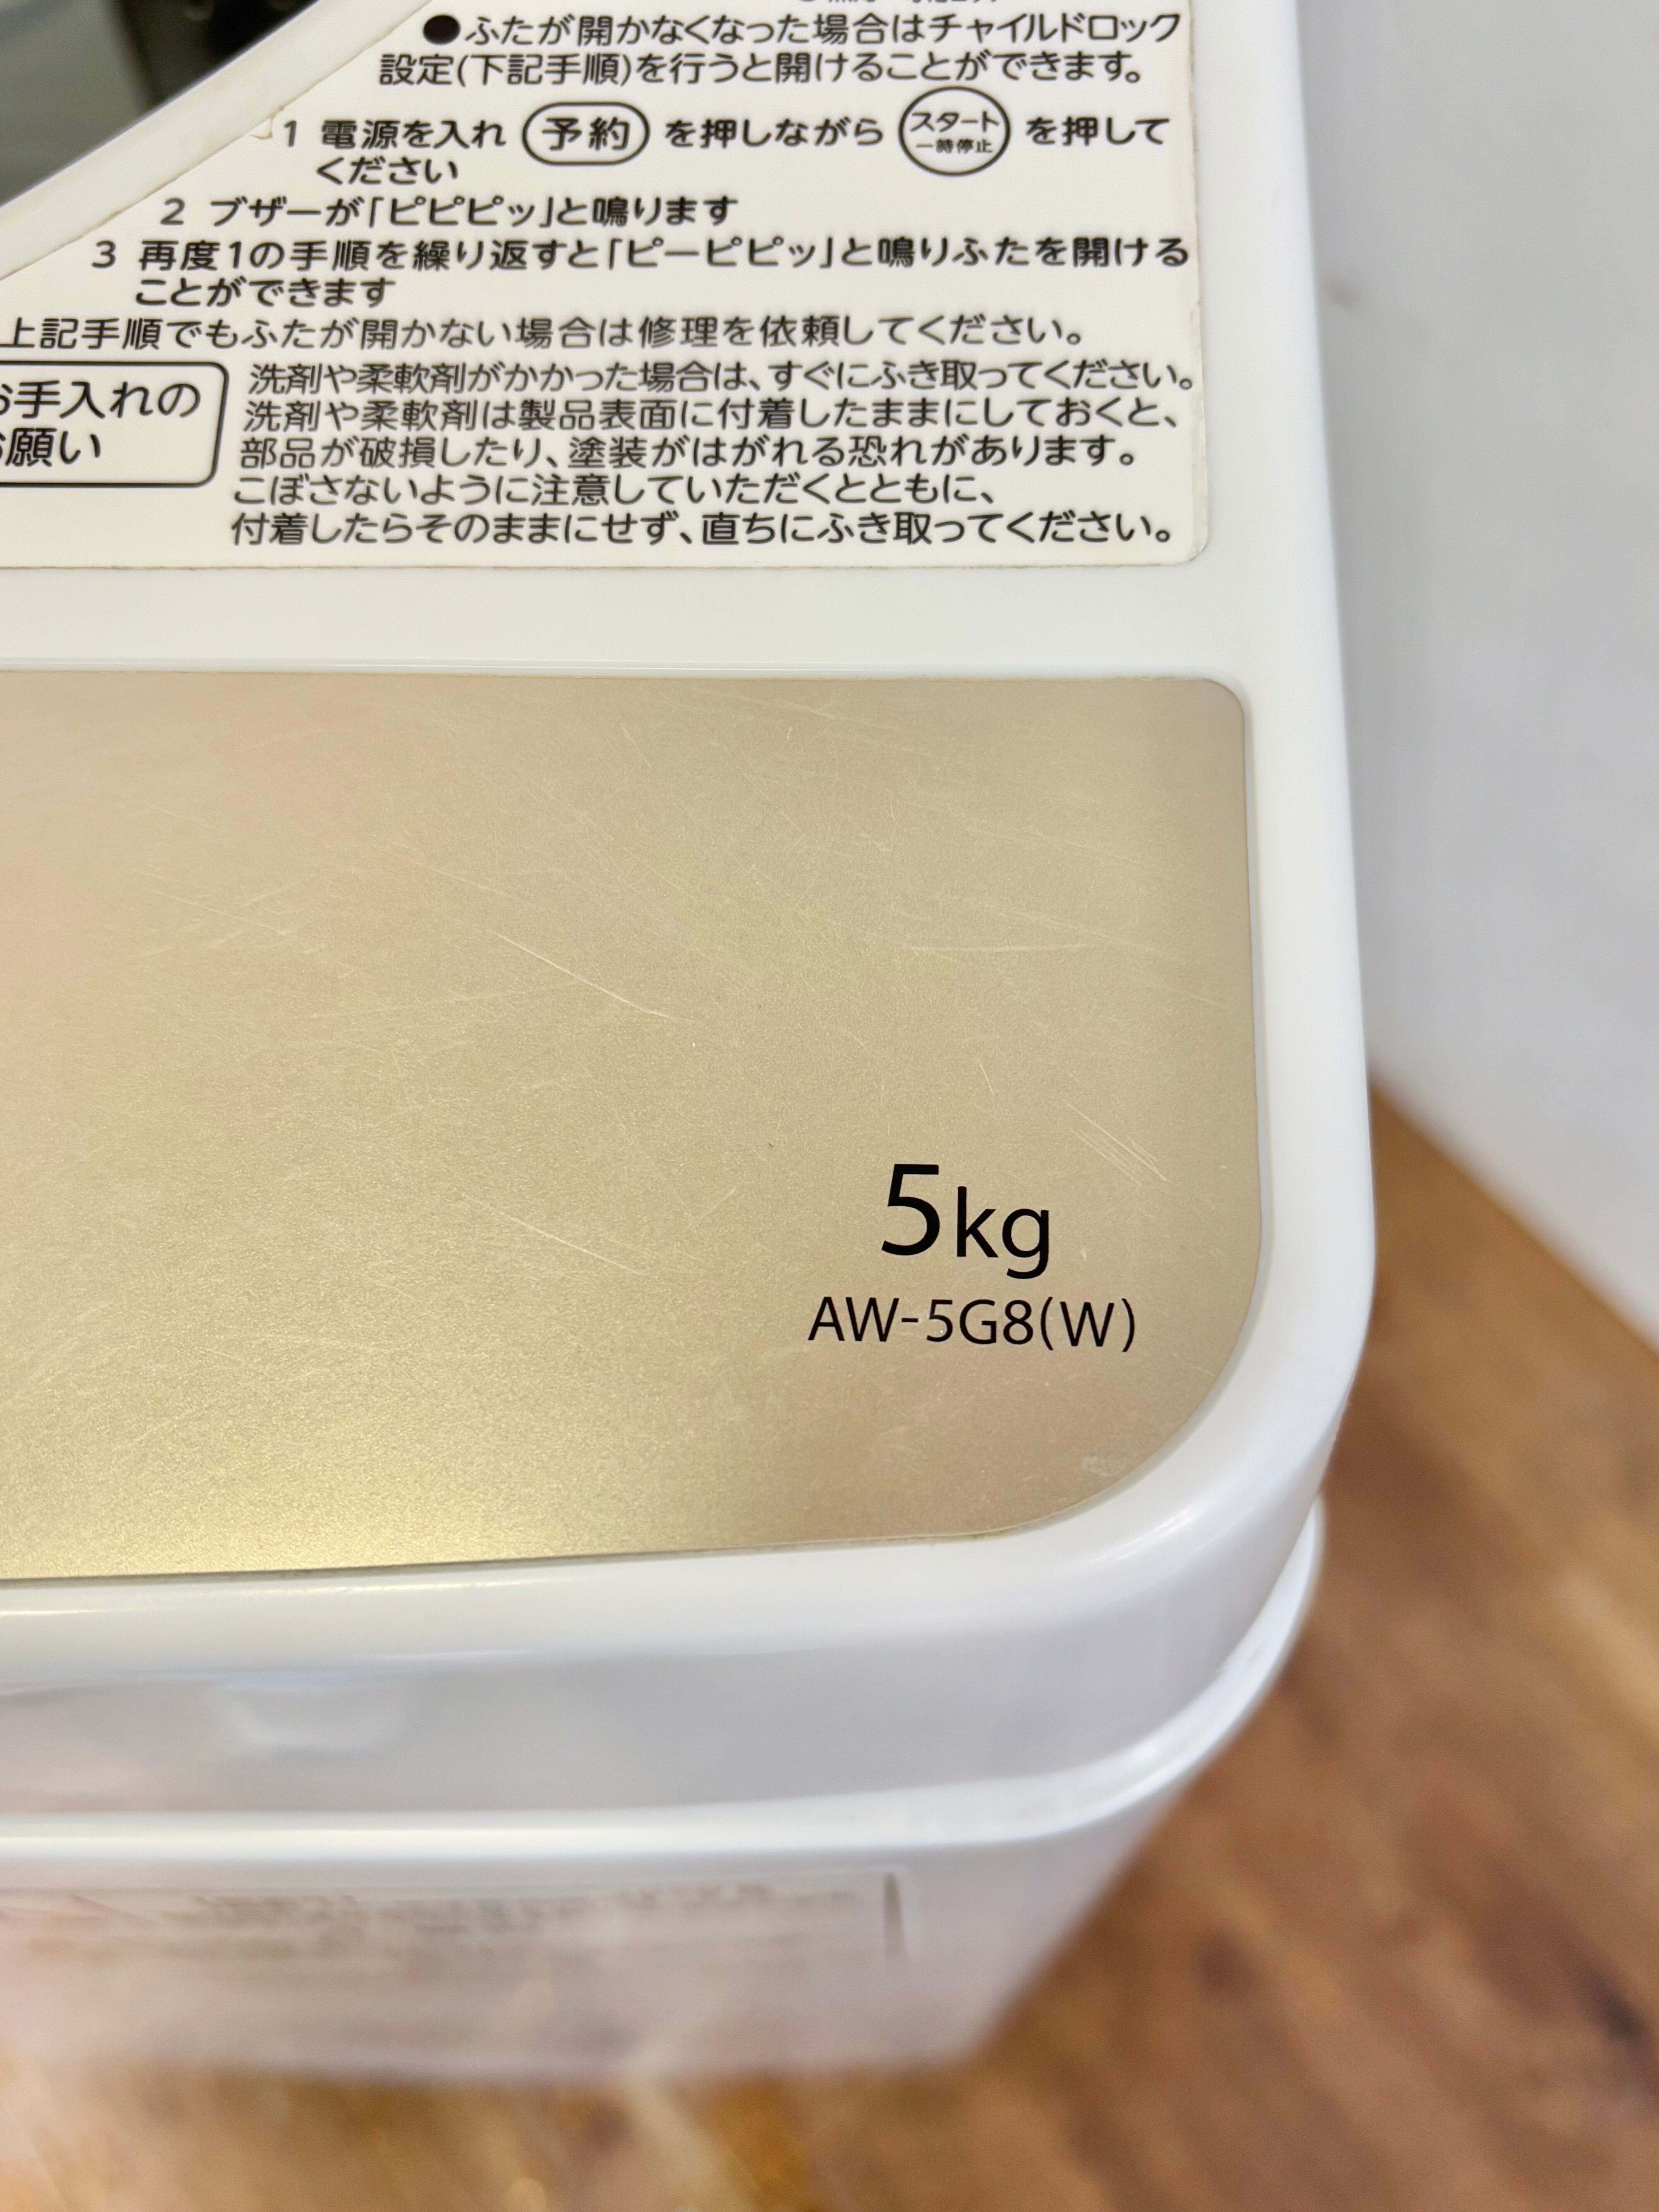 ●ふたが開かなくなった場合はチャイルドロック
設定(下記手順)を行うと開けることができます。
1 電源を入れ 予約 を押しながら スタート 一時停止 を押して
ください
2 ブザーが「ピピピッ」と鳴ります
3 再度1の手順を繰り返すと「ピーピピッ」と鳴りふたを開ける
ことができます
上記手順でもふたが開かない場合は修理を依頼してください。
お手入れの
お願い
洗剤や柔軟剤がかかった場合は、すぐにふき取ってください。
洗剤や柔軟剤は製品表面に付着したままにしておくと、
部品が破損したり、塗装がはがれる恐れがあります。
こぼさないように注意していただくとともに、
付着したらそのままにせず、直ちにふき取ってください。
5kg
AW-5G8(W)